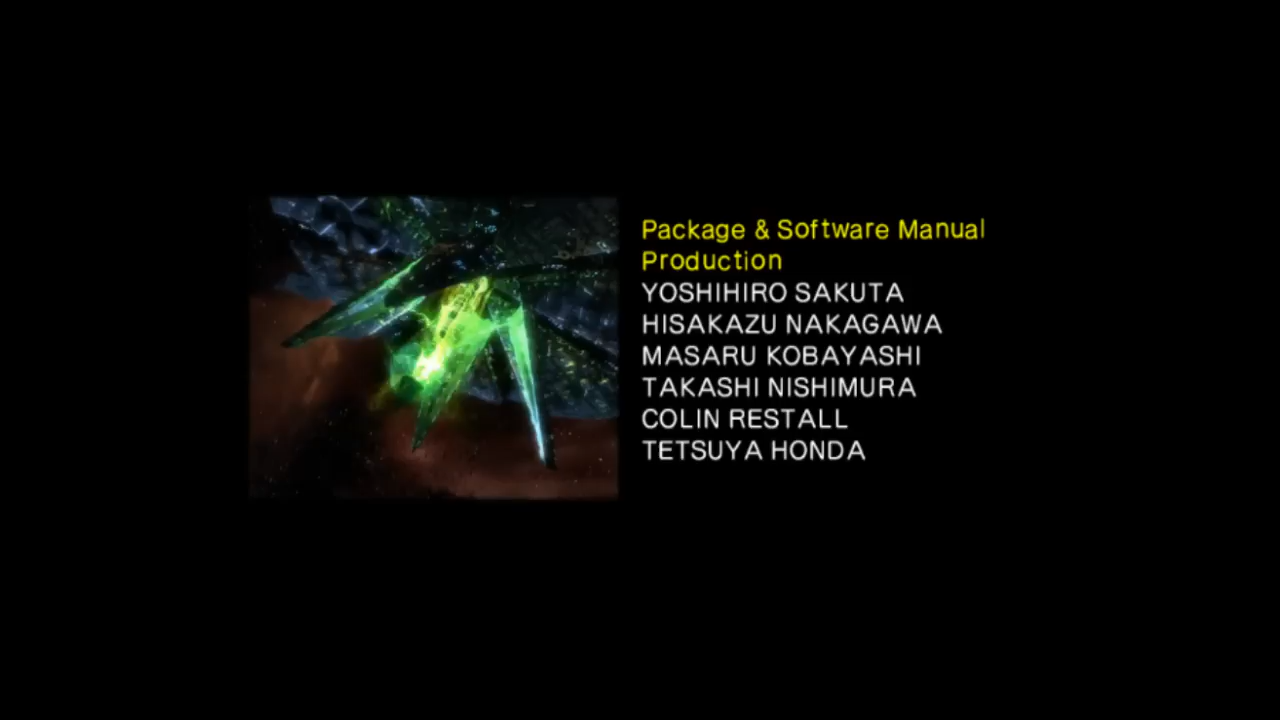 Package & Software Manual
Production
YOSHIHIRO SAKUTA
HISAKAZU NAKAGAWA
MASARU KOBAYASHI
TAKASHI NISHIMURA
COLIN RESTALL
TETSUYA HONDA